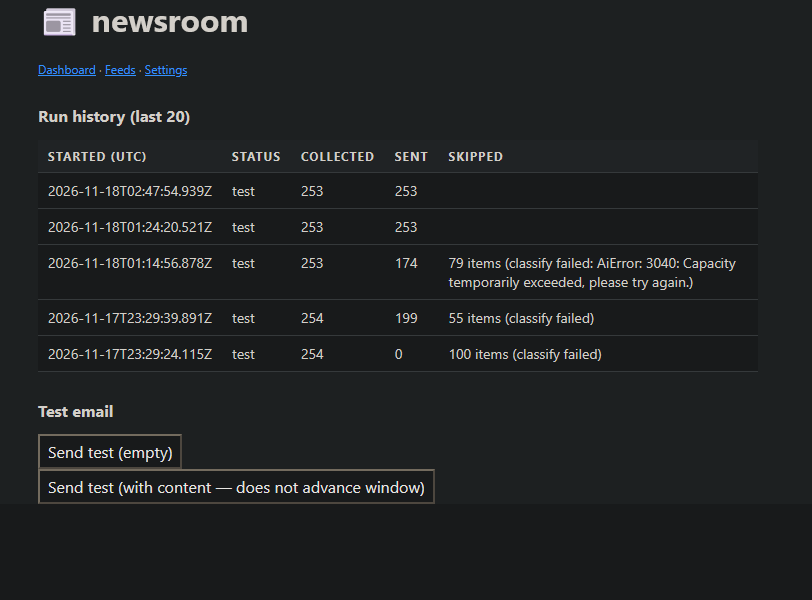 newsroom
Dashboard · Feeds · Settings
Run history (last 20)
STARTED (UTC) STATUS COLLECTED SENT SKIPPED
2026-11-18T02:47:54.939Z test 253 253
2026-11-18T01:24:20.521Z test 253 253
2026-11-18T01:14:56.878Z test 253 174 79 items (classify failed: AiError: 3040: Capacity
temporarily exceeded, please try again.)
2026-11-17T23:29:39.891Z test 254 199 55 items (classify failed)
2026-11-17T23:29:24.115Z test 254 0 100 items (classify failed)
Test email
Send test (empty)
Send test (with content — does not advance window)